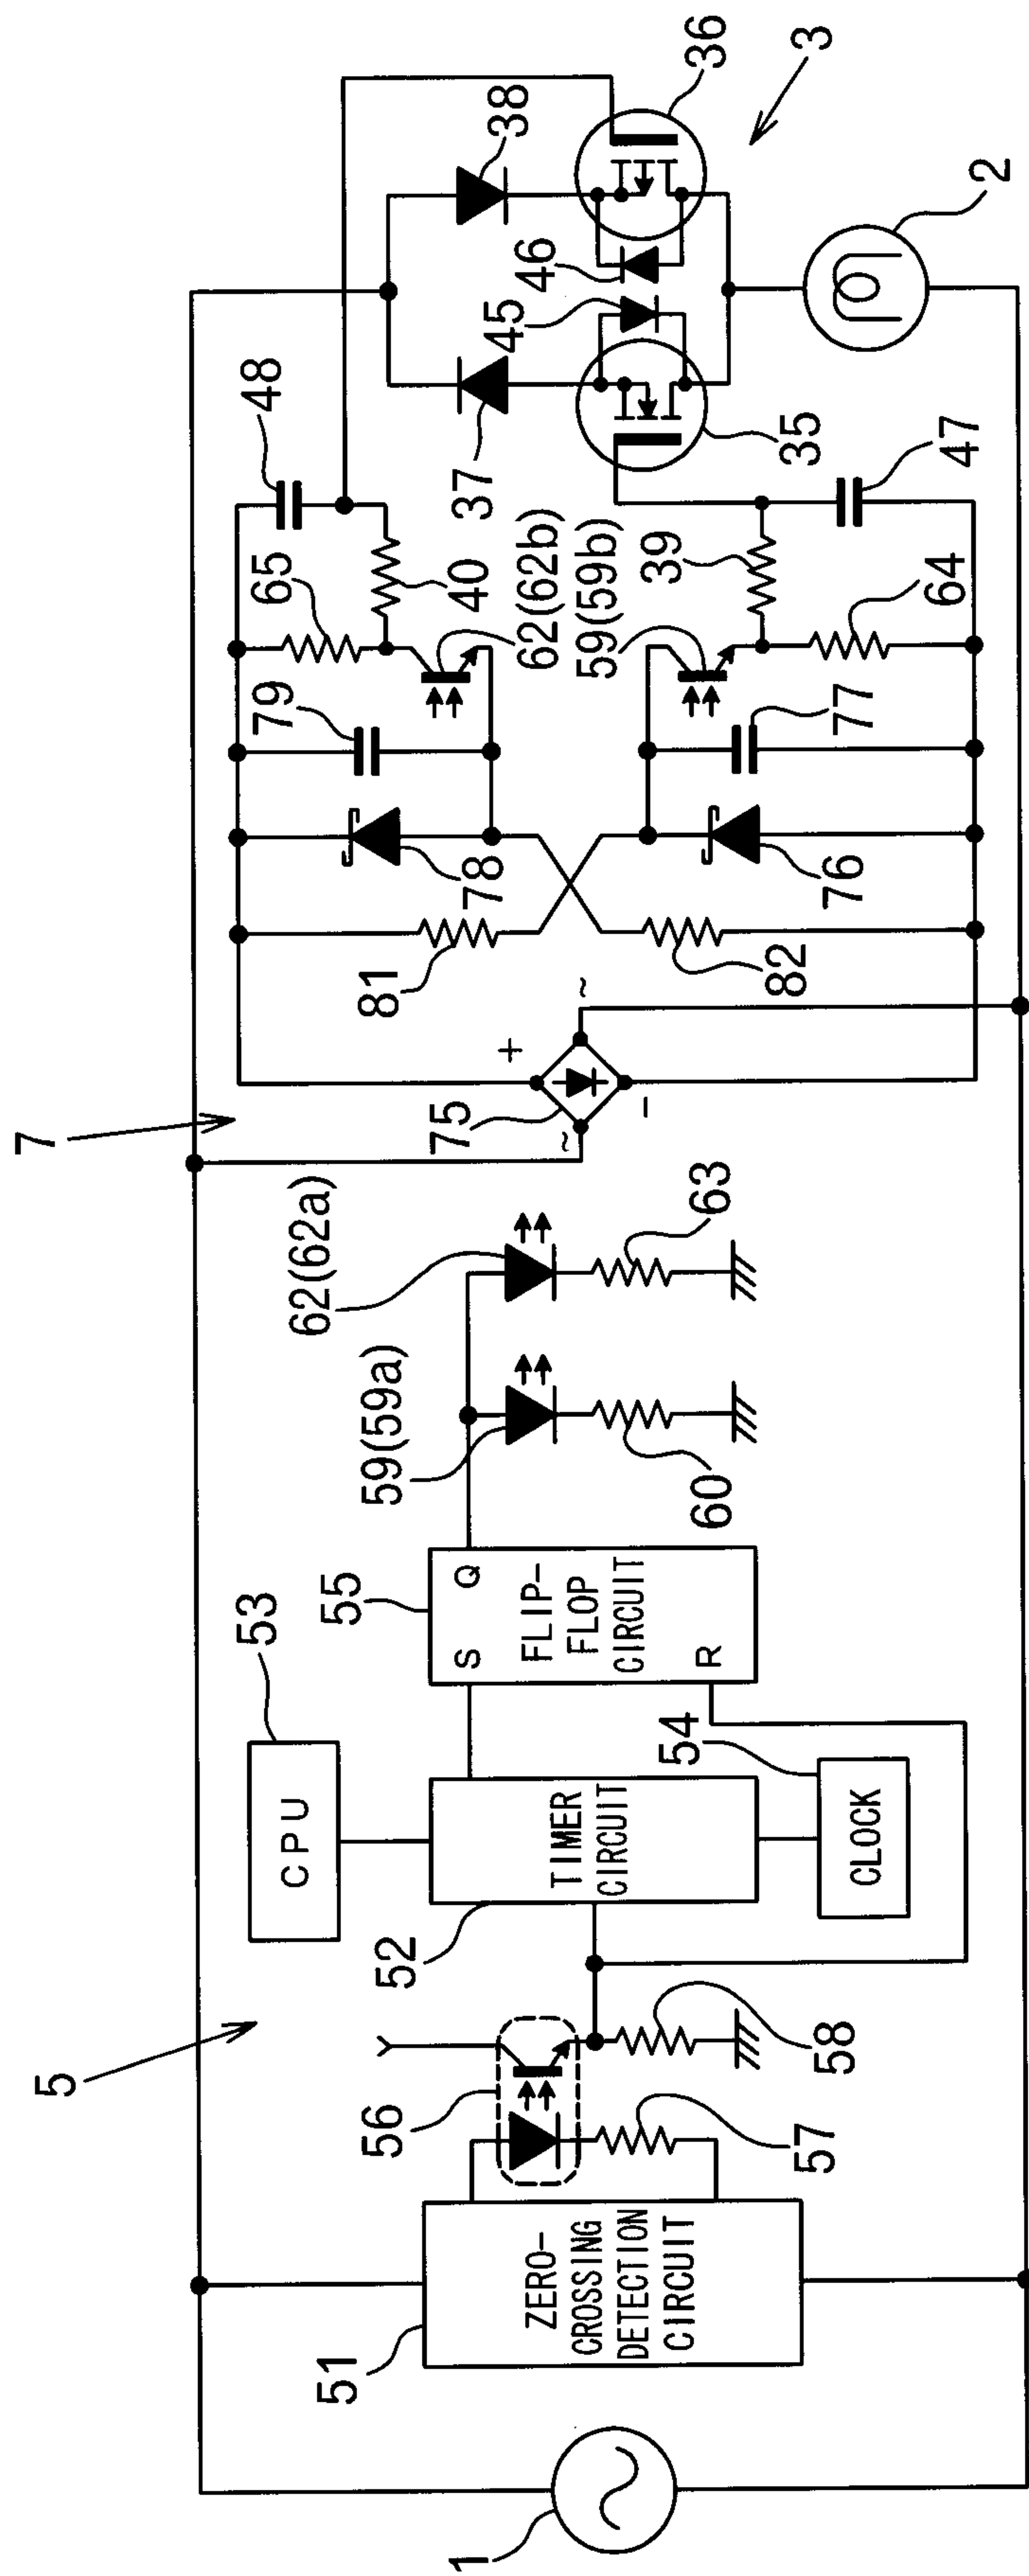 7
5
1
51
ZERO-
CROSSING
DETECTION
CIRCUIT
56
57
58
52
TIMER
CIRCUIT
53
CPU
54
CLOCK
55
S Q
FLIP-
FLOP
CIRCUIT
R
59(59a)
60
62(62a)
63
75
~
+
~
-
81
82
78
76
79
77
65
64
40
62(62b)
59(59b)
39
48
47
37
38
45
46
35
36
3
2